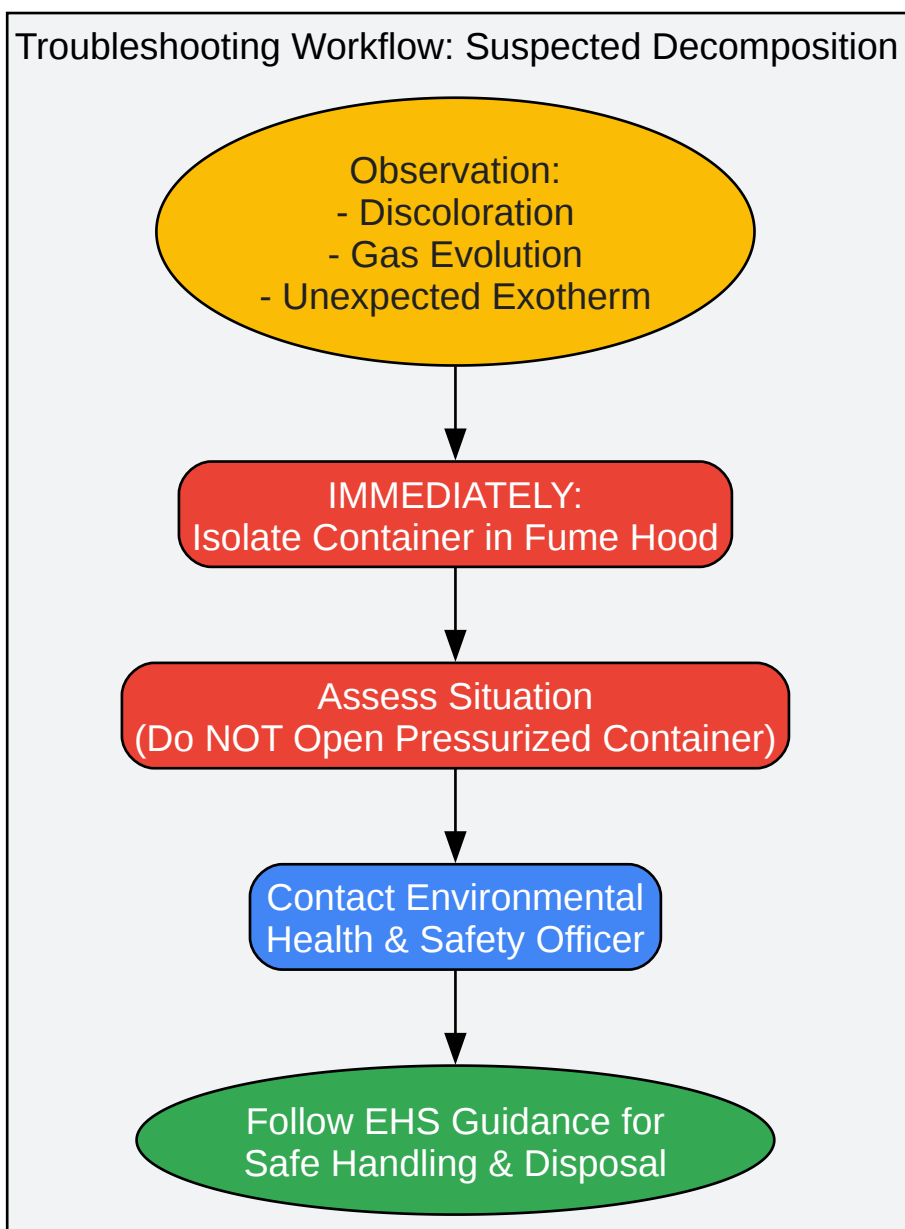 Troubleshooting Workflow: Suspected Decomposition
Observation:
- Discoloration
- Gas Evolution
- Unexpected Exotherm
IMMEDIATELY:
Isolate Container in Fume Hood
Assess Situation
(Do NOT Open Pressurized Container)
Contact Environmental
Health & Safety Officer
Follow EHS Guidance for
Safe Handling & Disposal